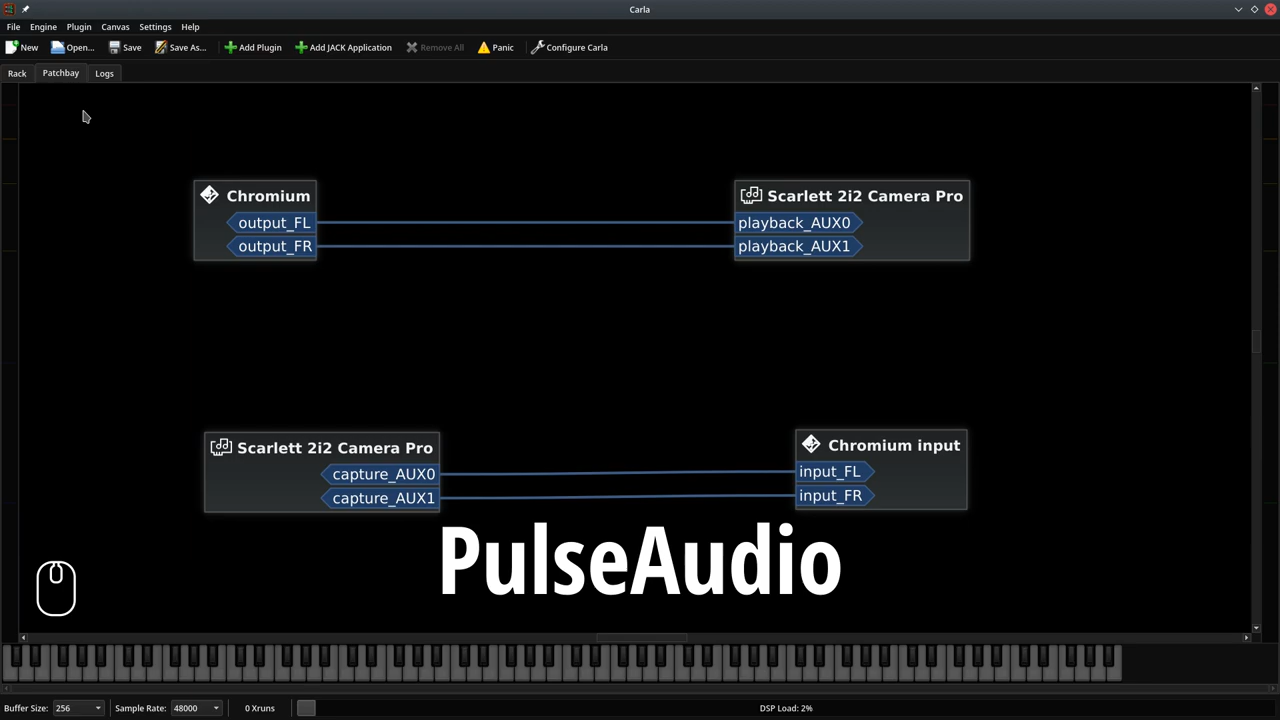 Carla
File Engine Plugin Canvas Settings Help
New Open... Save Save As... Add Plugin Add JACK Application Remove All Panic Configure Carla
Rack Patchbay Logs
Chromium
output_FL
output_FR
Scarlett 2i2 Camera Pro
playback_AUX0
playback_AUX1
Scarlett 2i2 Camera Pro
capture_AUX0
capture_AUX1
Chromium input
input_FL
input_FR
PulseAudio
Buffer Size: 256 Sample Rate: 48000 0 Xruns DSP Load: 2%